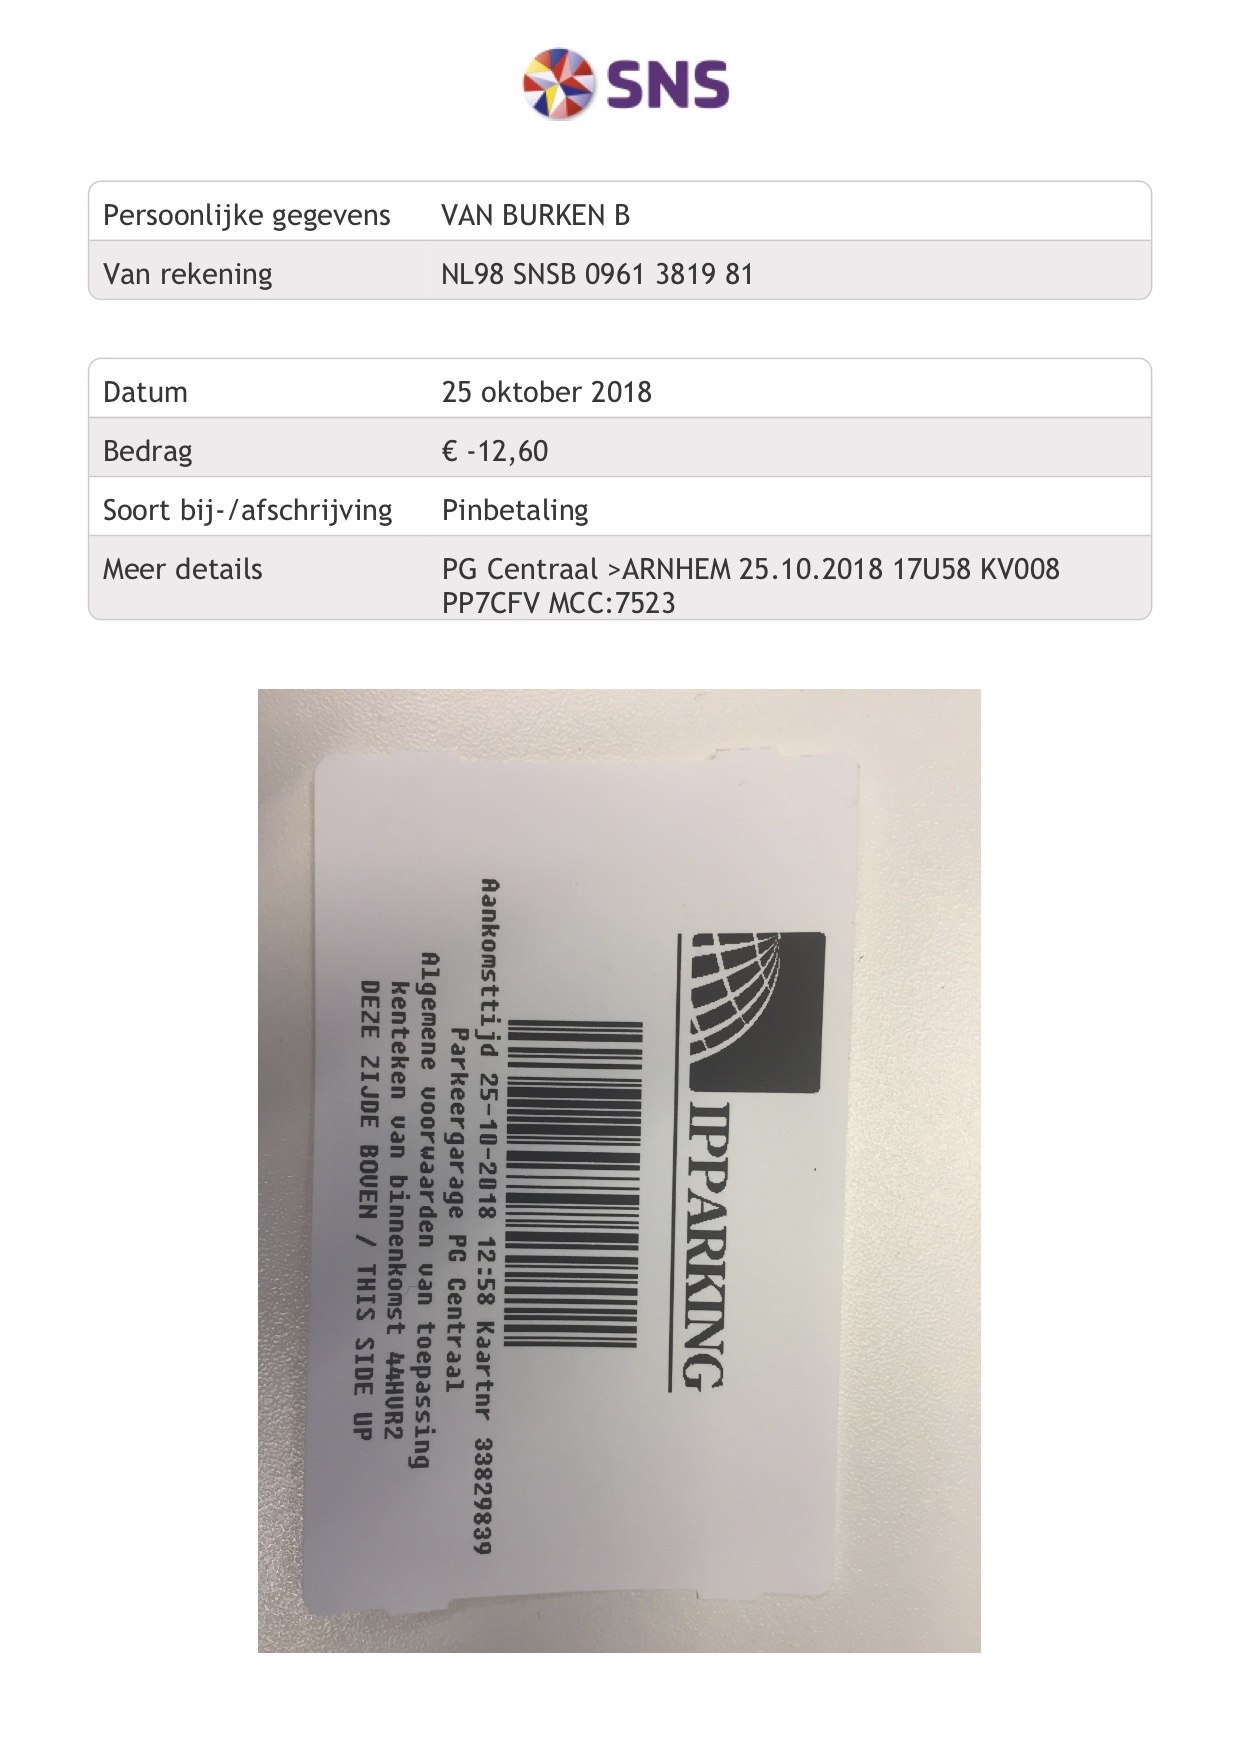 SNS
Persoonlijke gegevens VAN BURKEN B
Van rekening NL98 SNSB 0961 3819 81
Datum 25 oktober 2018
Bedrag € -12,60
Soort bij-/afschrijving Pinbetaling
Meer details PG Centraal >ARNHEM 25.10.2018 17U58 KV008
PP7CFV MCC:7523
IPPARKING
Aankomsttijd 25-10-2018 12:58 Kaartnr 33829839
Parkeergarage PG Centraal
Algemene voorwaarden van toepassing
kenteken van binnenkomst 44HVR2
DEZE ZIJDE BOVEN / THIS SIDE UP